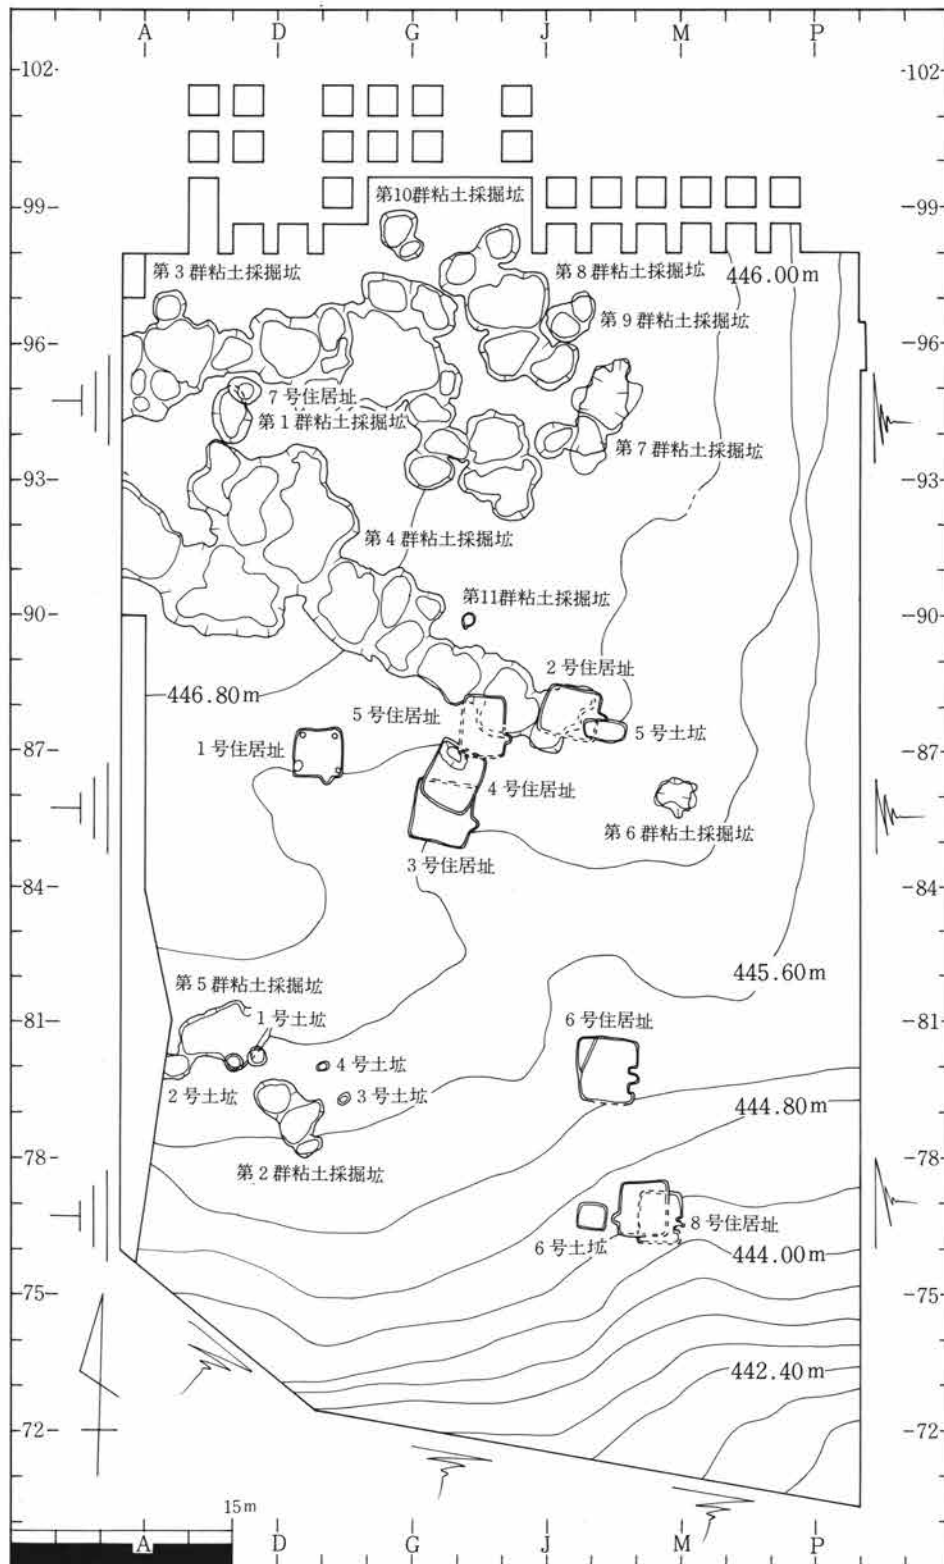 A D G J M P
-102- -102-
第10群粘土採掘坑
-99- -99-
第3群粘土採掘坑 第8群粘土採掘坑 446.00m
第9群粘土採掘坑
-96- -96-
7号住居址
第1群粘土採掘坑
第7群粘土採掘坑
-93- -93-
第4群粘土採掘坑
第11群粘土採掘坑
-90- -90-
2号住居址
446.80m
5号住居址 5号土坑
1号住居址
-87- -87-
4号住居址
第6群粘土採掘坑
3号住居址
-84- -84-
445.60m
第5群粘土採掘坑
1号土坑 6号住居址
-81- -81-
4号土坑
2号土坑 3号土坑
444.80m
-78- -78-
第2群粘土採掘坑
8号住居址
6号土坑 444.00m
-75- -75-
442.40m
-72- -72-
15m
A D G J M P